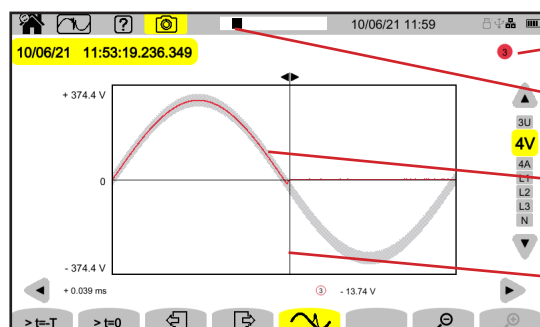 ?
10/06/21 11:59
10/06/21 11:53:19.236.349
3
+ 374.4 V
0
- 374.4 V
3U
4V
4A
L1
L2
L3
N
+ 0.039 ms
3 - 13.74 V
> t=-T
> t=0